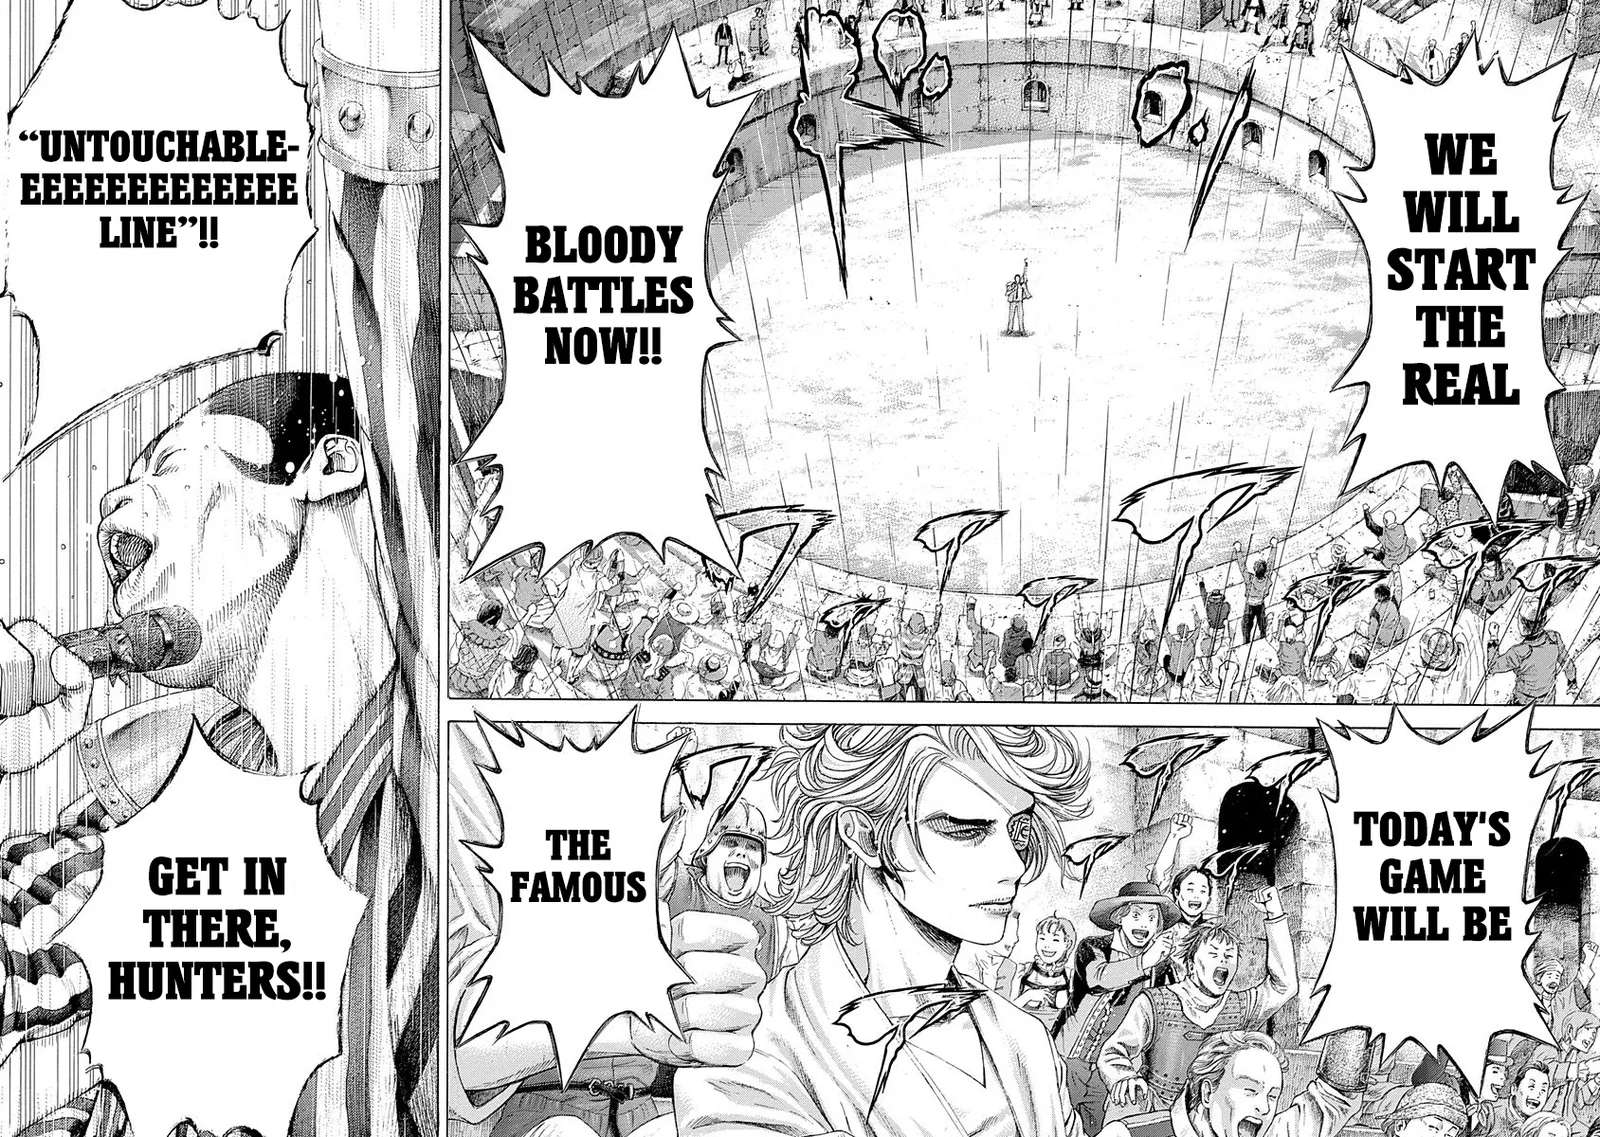 WE
WILL
START
THE
REAL
BLOODY
BATTLES
NOW!!
TODAY'S
GAME
WILL BE
THE
FAMOUS
“UNTOUCHABLE-
EEEEEEEEEEEEEE
LINE”!!
GET IN
THERE,
HUNTERS!!